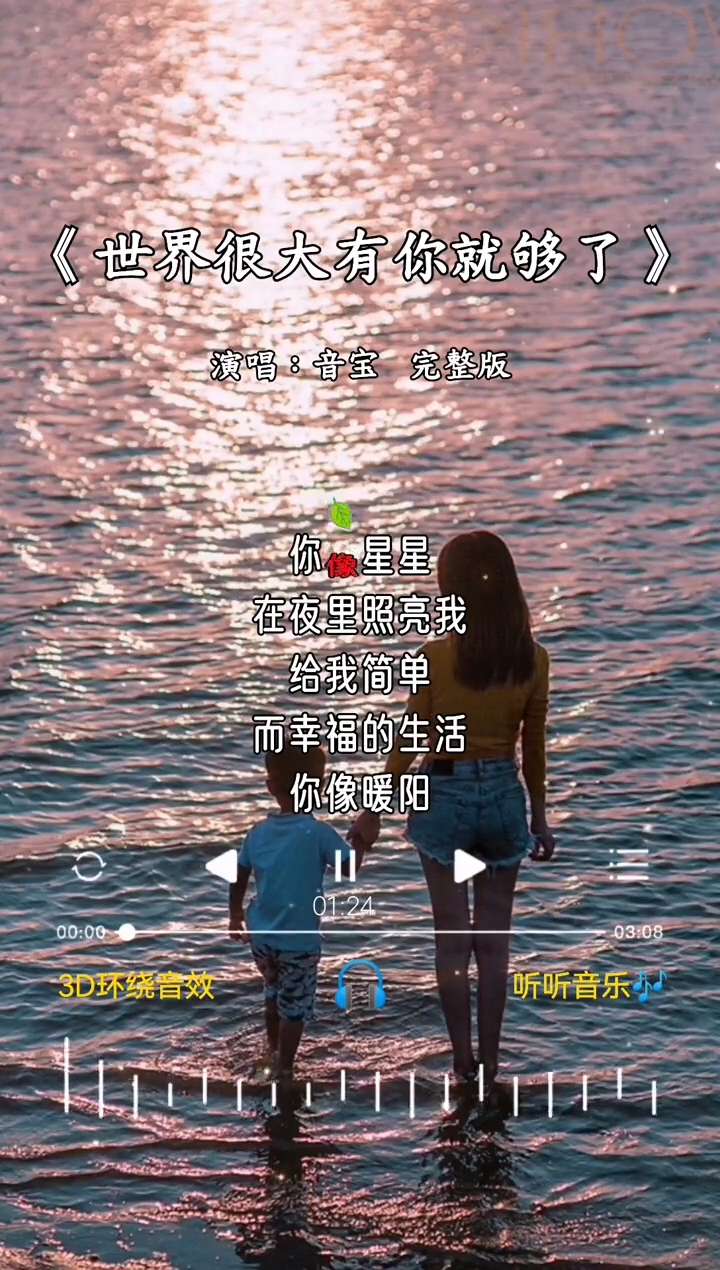 《世界很大有你就够了》
演唱：音宝 完整版
你像星星
在夜里照亮我
给我简单
而幸福的生活
你像暖阳
01:24
00:00 03:08
3D环绕音效 听听音乐